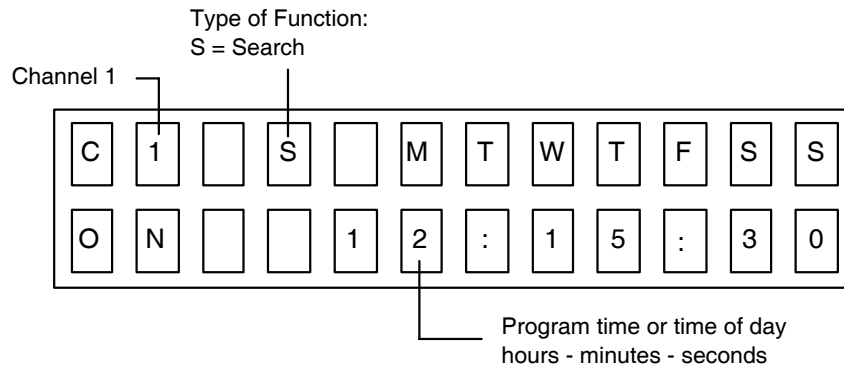 Type of Function:
S = Search
Channel 1
C 1 S M T W T F S S
O N 1 2 : 1 5 : 3 0
Program time or time of day
hours - minutes - seconds